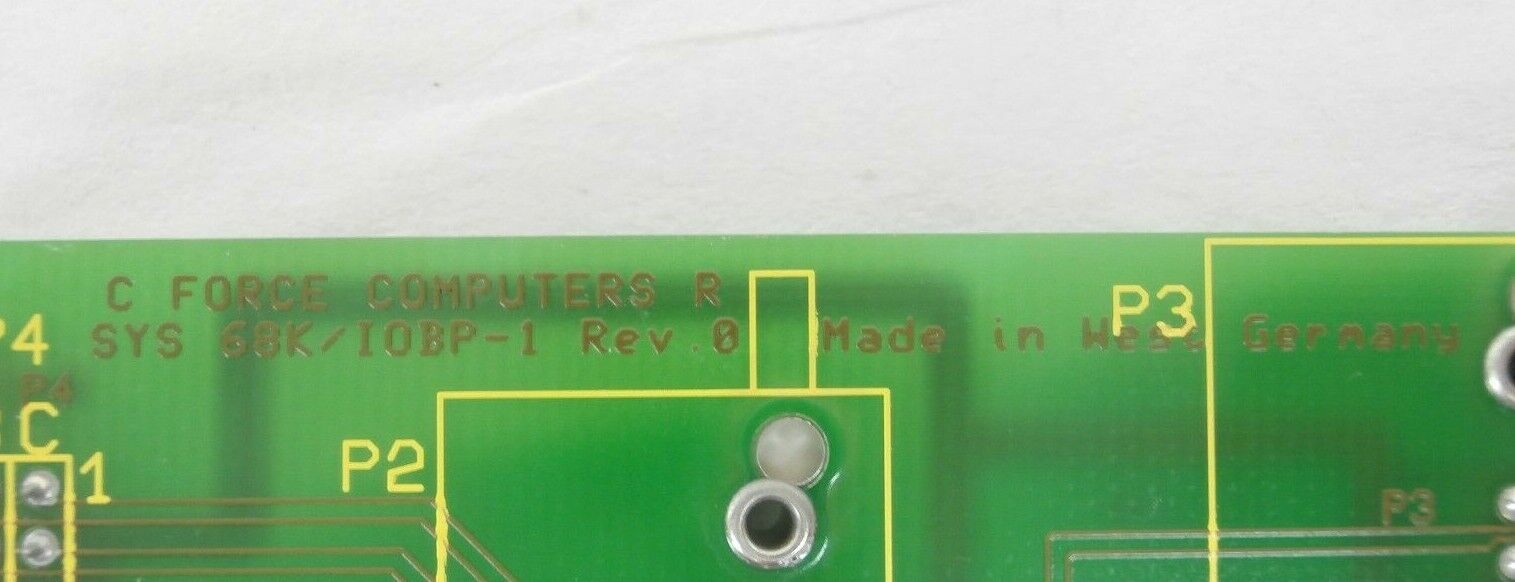 C FORCE COMPUTERS R
SYS 68K/IOBP-1 Rev.0 Made in West Germany
P3
P4
P4
C
P2
1
P3